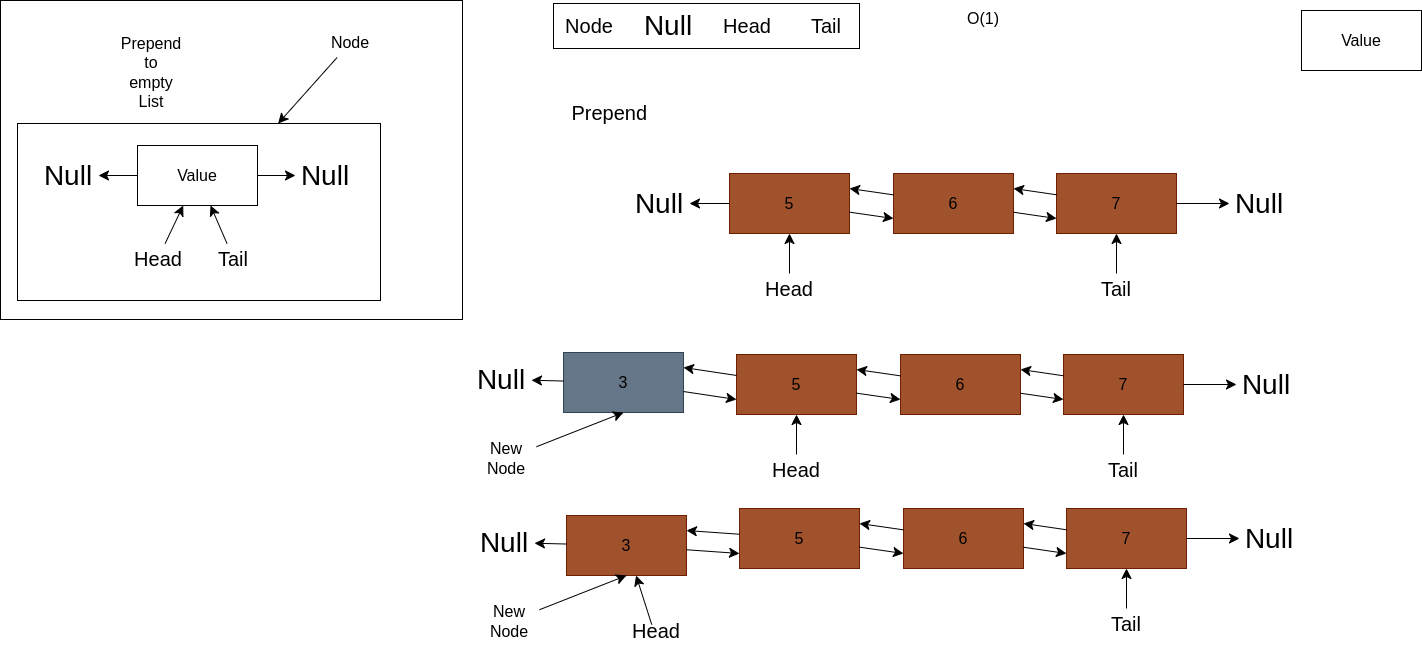 Prepend
to
empty
List
Node
Null
Value
Null
Head Tail
Node Null Head Tail
O(1)
Value
Prepend
Null 5 6 7 Null
Head Tail
Null 3 5 6 7 Null
New
Node
Head Tail
Null 3 5 6 7 Null
New
Node
Head Tail